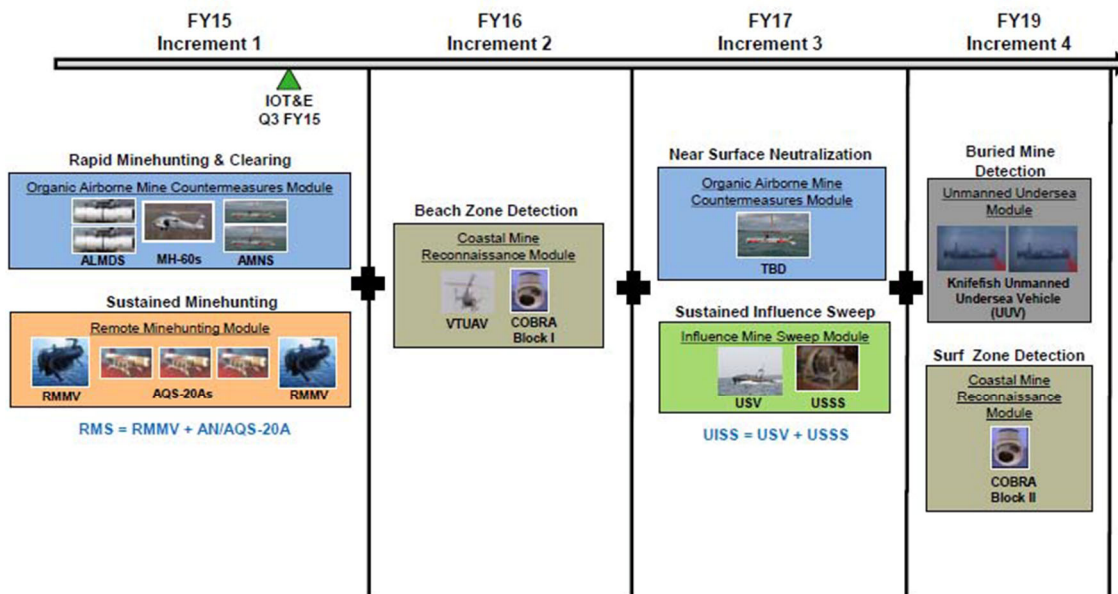 FY15
Increment 1
FY16
Increment 2
FY17
Increment 3
FY19
Increment 4
IOT&E
Q3 FY15
Rapid Minehunting & Clearing
Organic Airborne Mine Countermeasures Module
ALMDS
MH-60s
AMNS
Sustained Minehunting
Remote Minehunting Module
RMMV
AQS-20As
RMMV
RMS = RMMV + AN/AQS-20A
Beach Zone Detection
Coastal Mine
Reconnaissance Module
VTUAV
COBRA
Block I
Near Surface Neutralization
Organic Airborne Mine
Countermeasures Module
TBD
Sustained Influence Sweep
Influence Mine Sweep Module
USV
USSS
UISS = USV + USSS
Buried Mine
Detection
Unmanned Undersea
Module
Knifefish Unmanned
Undersea Vehicle
(UUV)
Surf Zone Detection
Coastal Mine
Reconnaissance
Module
COBRA
Block II